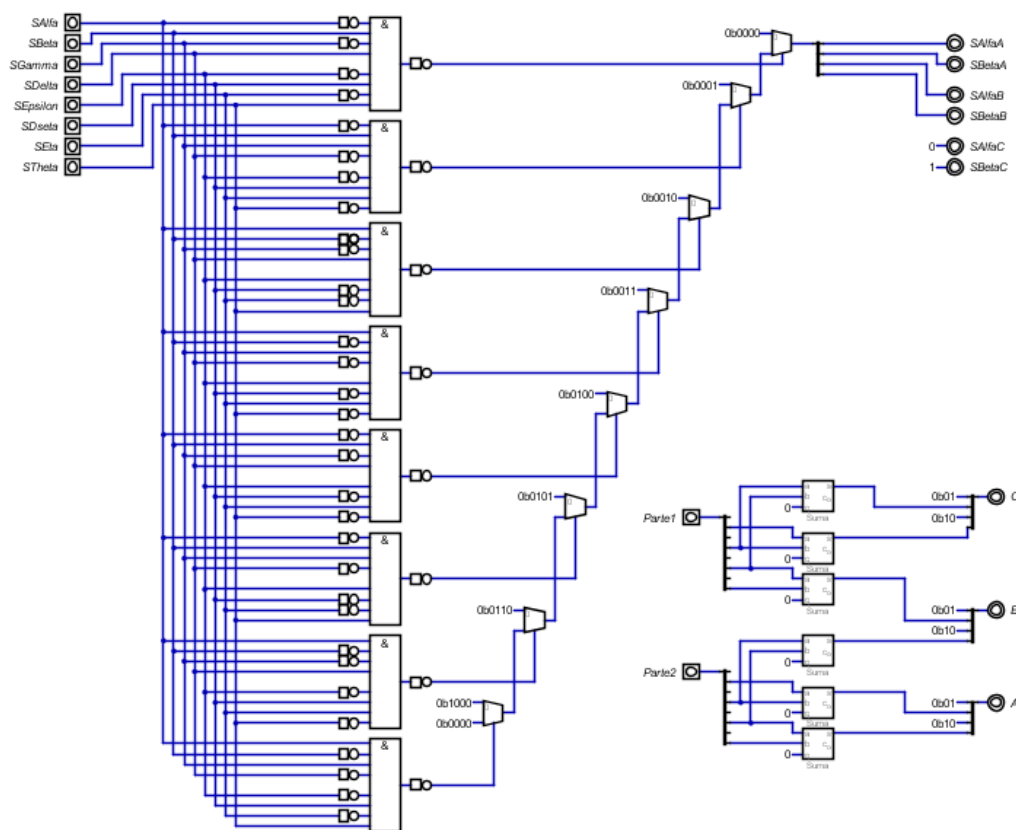 SAlfa
SBeta
SGamma
SDelta
SEpsilon
SDseta
SEta
STheta
&
&
&
&
&
&
&
&
0b0000
0b0001
0b0010
0b0011
0b0100
0b0101
0b0110
0b1000
0b0000
SAlfaA
SBetaA
SAlfaB
SBetaB
0 SAlfaC
1 SBetaC
Parte1
0
Suma
0
Suma
0
Suma
0b01
0b10
0b01
0b10
Parte2
0
Suma
0
Suma
0
Suma
0b01
0b10
A